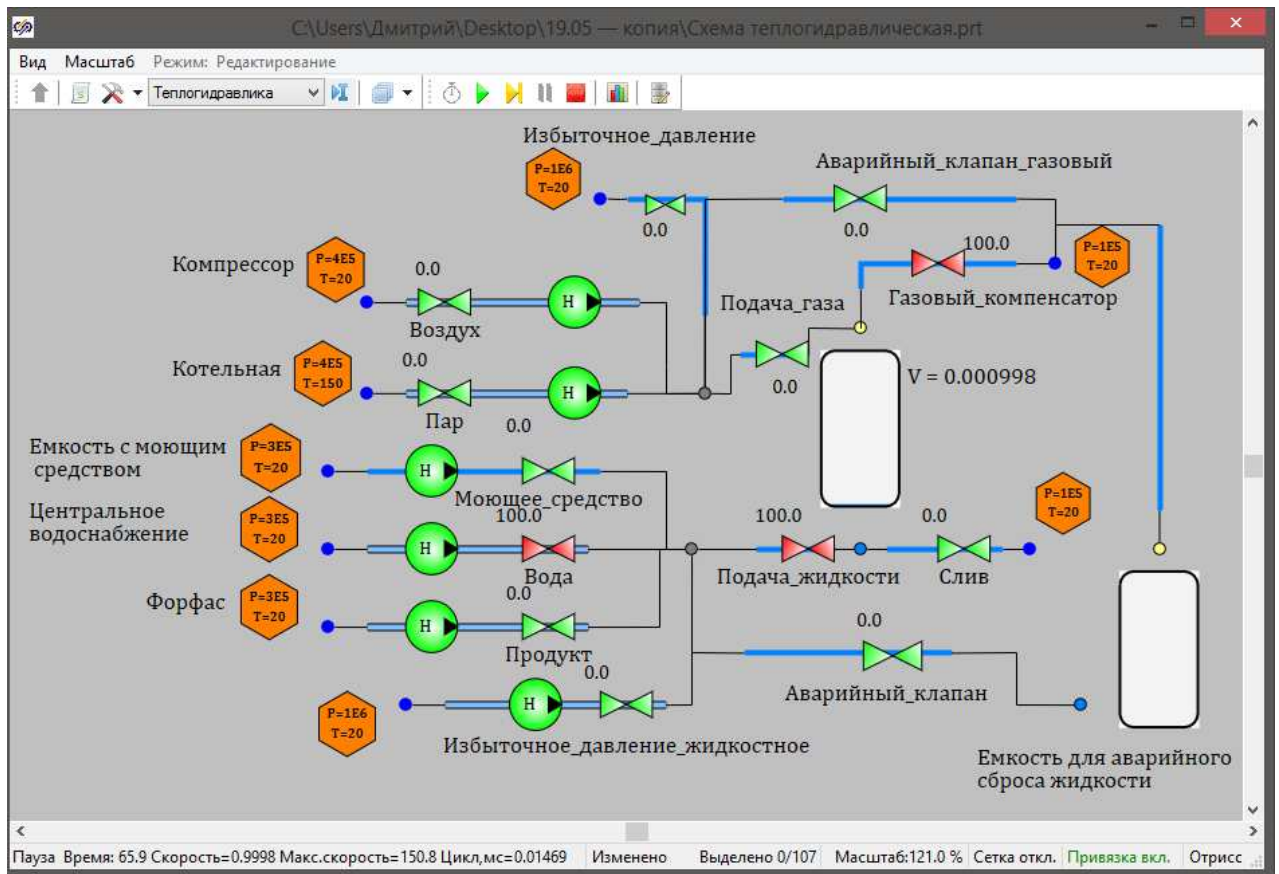 C:\Users\Дмитрий\Desktop\19.05 — копия\Схема теплогидравлическая.prt
Вид Масштаб Режим: Редактирование
Теплогидравлика
Избыточное_давление
P=1E6
T=20
0.0
Аварийный_клапан_газовый
0.0
100.0
P=1E5
T=20
Газовый_компенсатор
Компрессор
P=4E5
T=20
0.0
Воздух
H
Подача_газа
0.0
Котельная
P=4E5
T=150
0.0
Пар
H
V = 0.000998
Емкость с моющим
средством
P=3E5
T=20
H
0.0
Моющее_средство
Центральное
водоснабжение
P=3E5
T=20
H
100.0
Вода
100.0
Подача_жидкости
0.0
Слив
P=1E5
T=20
Форфас
P=3E5
T=20
H
0.0
Продукт
0.0
Аварийный_клапан
P=1E6
T=20
H
0.0
Избыточное_давление_жидкостное
Емкость для аварийного
сброса жидкости
Пауза Время: 65.9 Скорость=0.9998 Макс.скорость=150.8 Цикл,мс=0.01469 Изменено Выделено 0/107 Масштаб:121.0 % Сетка откл. Привязка вкл. Отрисс